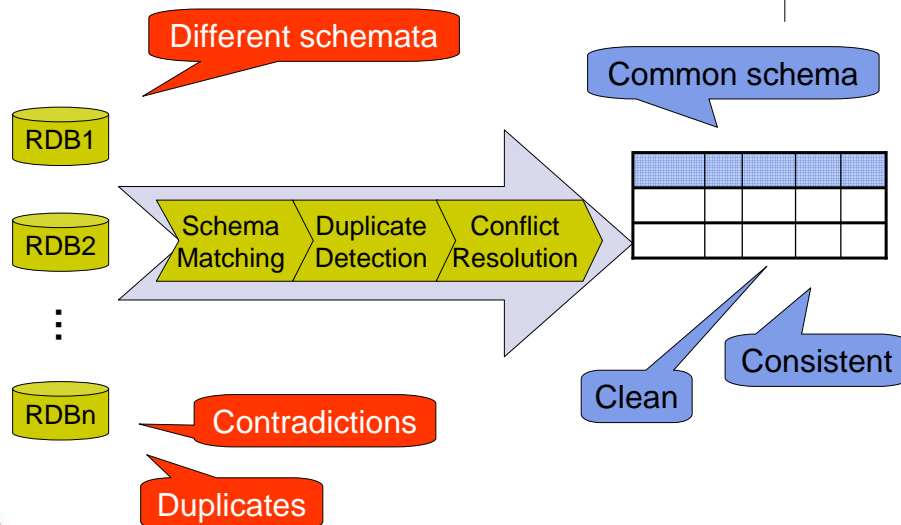 Different schemata
Common schema
RDB1
RDB2
⋮
RDBn
Schema
Matching
Duplicate
Detection
Conflict
Resolution
Consistent
Clean
Contradictions
Duplicates